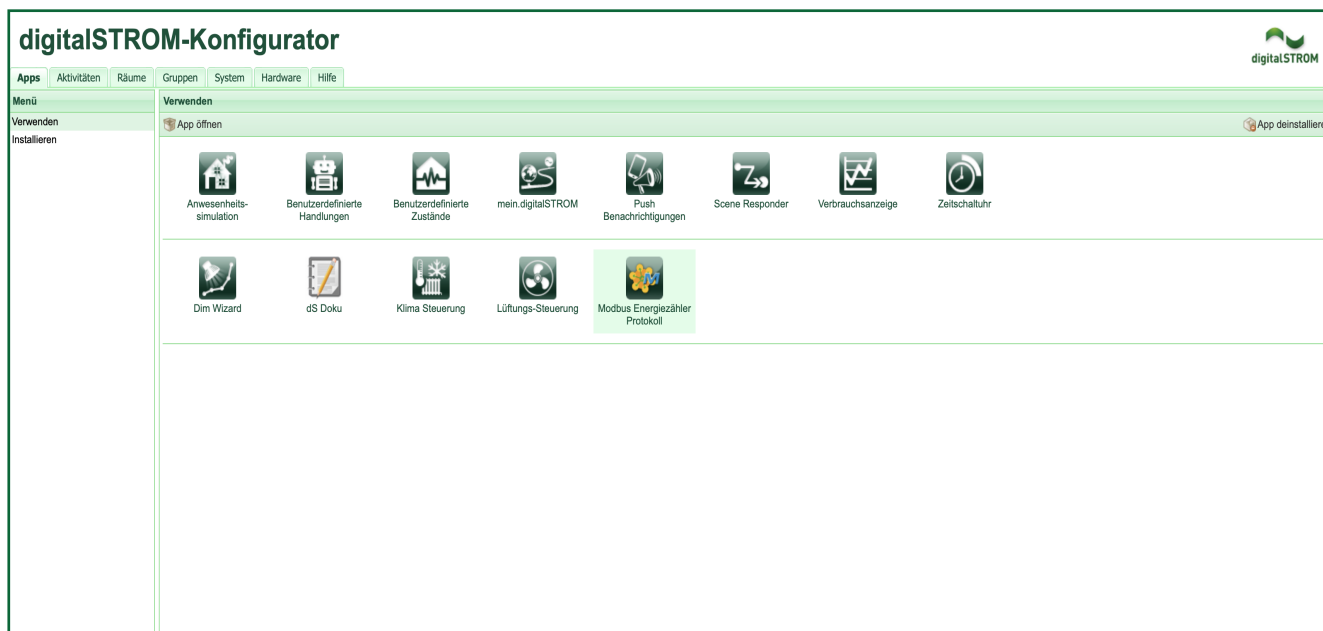 digitalSTROM-Konfigurator
digitalSTROM
Apps Aktivitäten Räume Gruppen System Hardware Hilfe
Menü
Verwenden
Verwenden
Installieren
App öffnen
App deinstalliere
Anwesenheits-
simulation
Benutzerdefinierte
Handlungen
Benutzerdefinierte
Zustände
mein.digitalSTROM
Push
Benachrichtigungen
Scene Responder
Verbrauchsanzeige
Zeitschaltuhr
Dim Wizard
dS Doku
Klima Steuerung
Lüftungs-Steuerung
M
Modbus Energiezähler
Protokoll